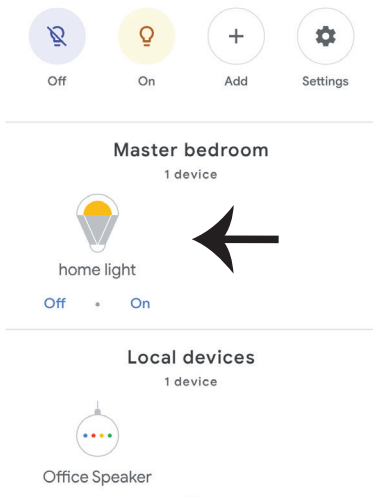 Off On Add Settings
Master bedroom
1 device
home light
Off • On
Local devices
1 device
Office Speaker